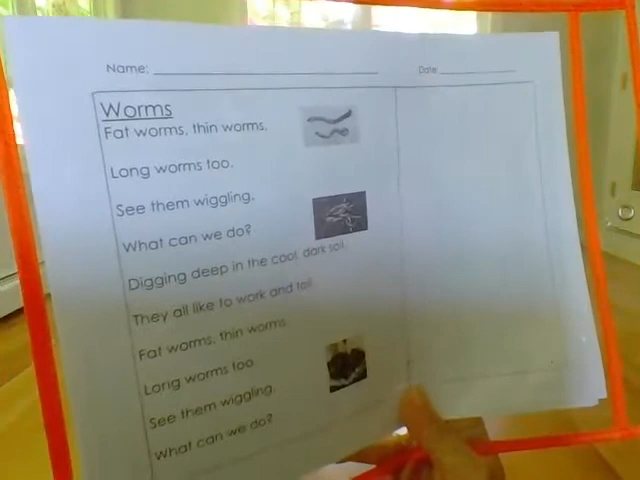 Name:
Date
Worms
Fat worms, thin worms,
Long worms too.
See them wiggling,
What can we do?
Digging deep in the cool, dark soil.
They all like to work and toil.
Fat worms, thin worms,
Long worms too.
See them wiggling,
What can we do?